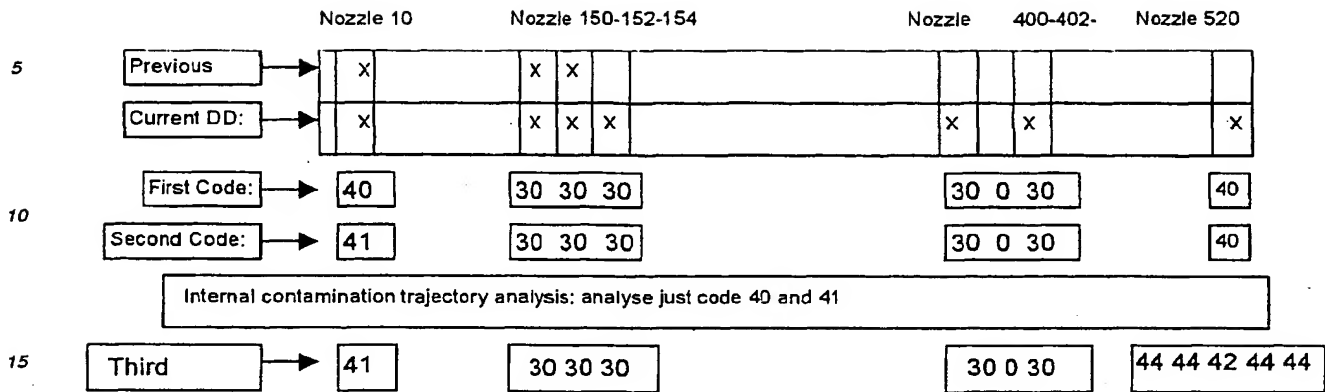 Nozzle 10 Nozzle 150-152-154 Nozzle 400-402- Nozzle 520
5 Previous x x x
Current DD: x x x x x x x
First Code: 40 30 30 30 30 0 30 40
10
Second Code: 41 30 30 30 30 0 30 40
Internal contamination trajectory analysis: analyse just code 40 and 41
15 Third 41 30 30 30 30 0 30 44 44 42 44 44